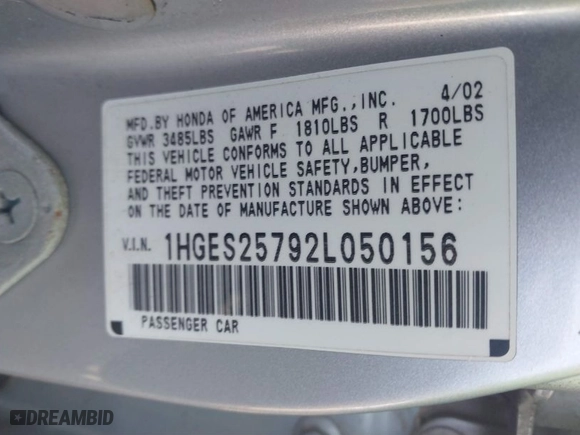 MFD.BY HONDA OF AMERICA MFG.,INC. 4/02
GVWR 3485LBS GAWR F 1810LBS R 1700LBS
THIS VEHICLE CONFORMS TO ALL APPLICABLE
FEDERAL MOTOR VEHICLE SAFETY,BUMPER,
AND THEFT PREVENTION STANDARDS IN EFFECT
ON THE DATE OF MANUFACTURE SHOWN ABOVE:
V.I.N. 1HGES25792L050156
PASSENGER CAR
DREAMBID